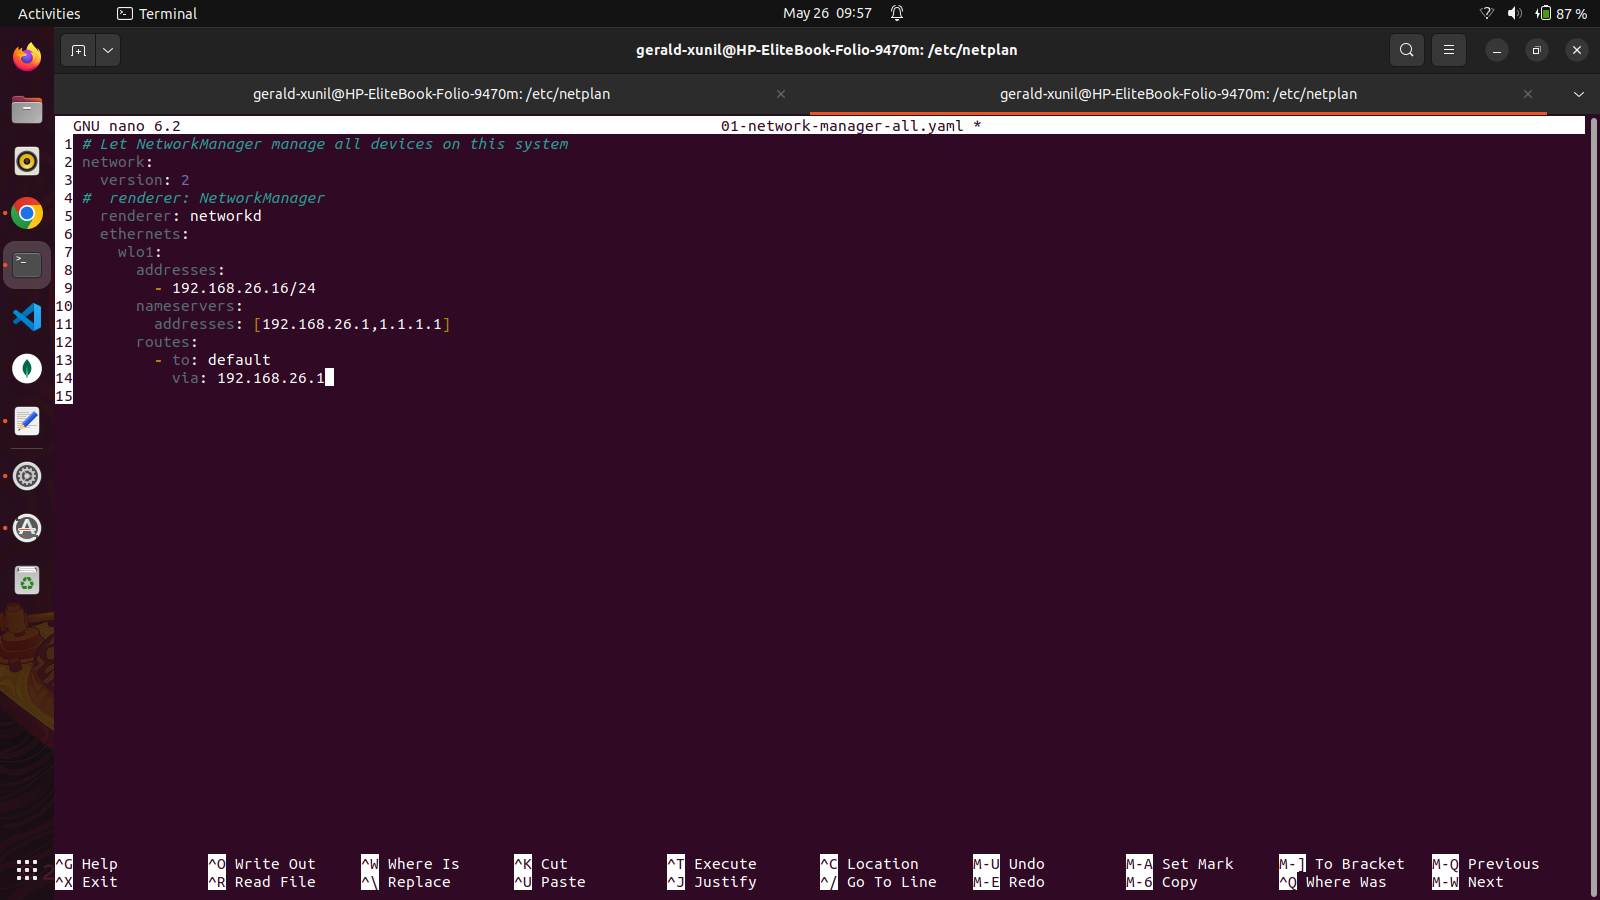 Activities Terminal May 26 09:57 87 %
gerald-xunil@HP-EliteBook-Folio-9470m: /etc/netplan
gerald-xunil@HP-EliteBook-Folio-9470m: /etc/netplan × gerald-xunil@HP-EliteBook-Folio-9470m: /etc/netplan ×
GNU nano 6.2 01-network-manager-all.yaml *
1 # Let NetworkManager manage all devices on this system
2 network:
3   version: 2
4 #  renderer: NetworkManager
5   renderer: networkd
6   ethernets:
7     wlo1:
8       addresses:
9         - 192.168.26.16/24
10       nameservers:
11         addresses: [192.168.26.1,1.1.1.1]
12       routes:
13         - to: default
14           via: 192.168.26.1
15
^G Help ^O Write Out ^W Where Is ^K Cut ^T Execute ^C Location M-U Undo M-A Set Mark M-] To Bracket M-Q Previous
^X Exit ^R Read File ^\ Replace ^U Paste ^J Justify ^/ Go To Line M-E Redo M-6 Copy ^Q Where Was M-W Next